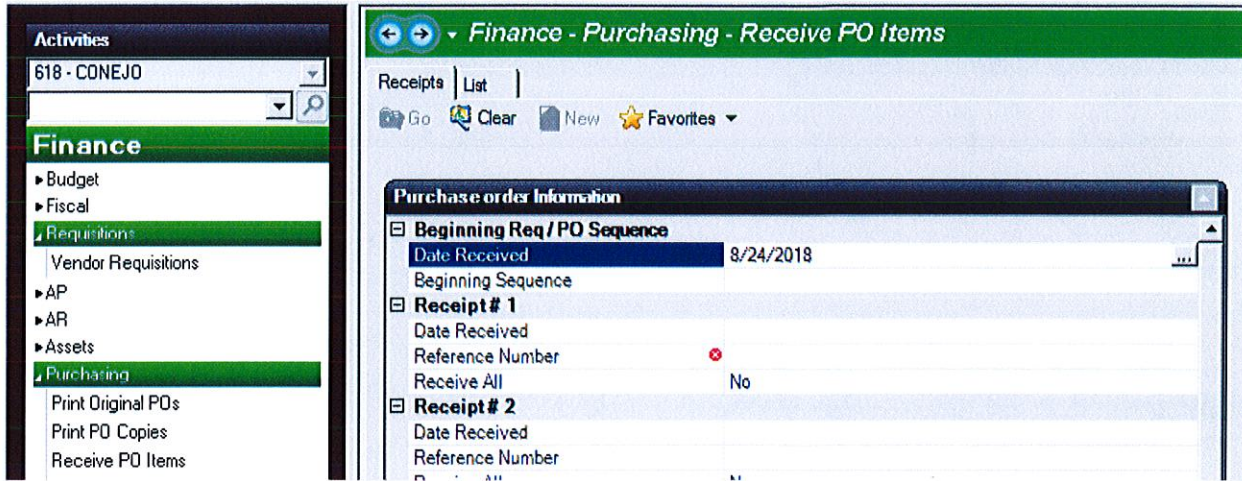 Activities
618 - CONEJO
Finance
Budget
Fiscal
Requisitions
Vendor Requisitions
AP
AR
Assets
Purchasing
Print Original POs
Print PO Copies
Receive PO Items
Finance - Purchasing - Receive PO Items
Receipts List
Go Clear New Favorites
Purchase order Information
Beginning Req / PO Sequence
Date Received 8/24/2018 ...
Beginning Sequence
Receipt # 1
Date Received
Reference Number
Receive All No
Receipt # 2
Date Received
Reference Number